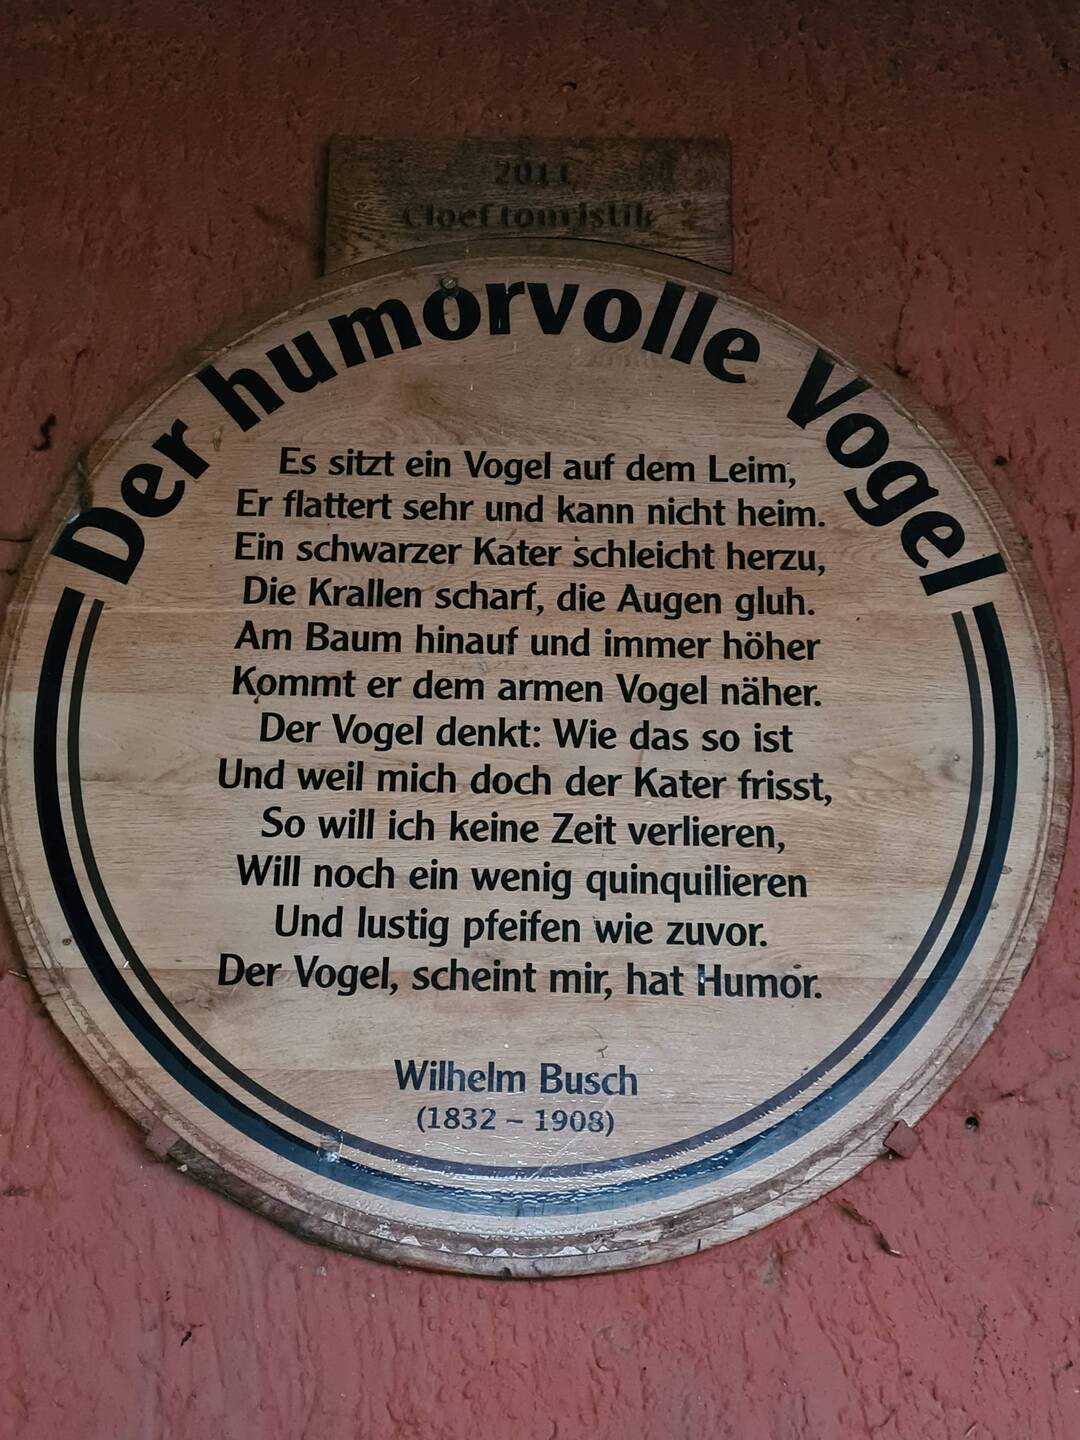 2011
Cloeftouristik
Der humorvolle Vogel
Es sitzt ein Vogel auf dem Leim,
Er flattert sehr und kann nicht heim.
Ein schwarzer Kater schleicht herzu,
Die Krallen scharf, die Augen gluh.
Am Baum hinauf und immer höher
Kommt er dem armen Vogel näher.
Der Vogel denkt: Wie das so ist
Und weil mich doch der Kater frisst,
So will ich keine Zeit verlieren,
Will noch ein wenig quinquilieren
Und lustig pfeifen wie zuvor.
Der Vogel, scheint mir, hat Humor.
Wilhelm Busch
(1832 – 1908)